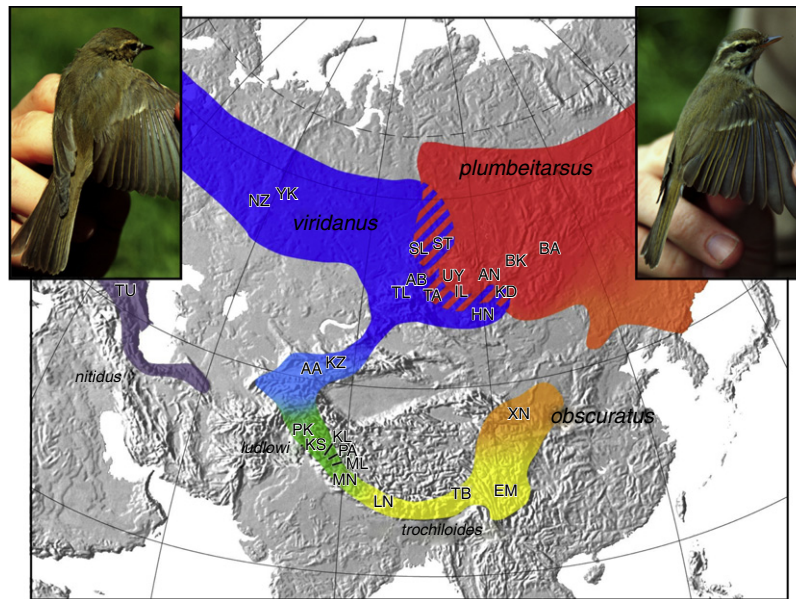 plumbeitarsus
NZ YK
viridanus
SL ST
BA
BK
AB UY AN
TU
TL TA IL KD
HN
AA KZ
nitidus
XN obscuratus
PK KL
ludlowi KS PA
ML
MN
LN TB EM
trochiloides